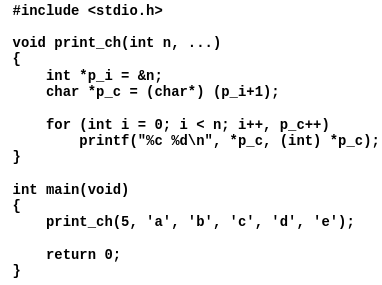 #include <stdio.h>

void print_ch(int n, ...)
{
    int *p_i = &n;
    char *p_c = (char*) (p_i+1);

    for (int i = 0; i < n; i++, p_c++)
        printf("%c %d\n", *p_c, (int) *p_c);
}

int main(void)
{
    print_ch(5, 'a', 'b', 'c', 'd', 'e');

    return 0;
}